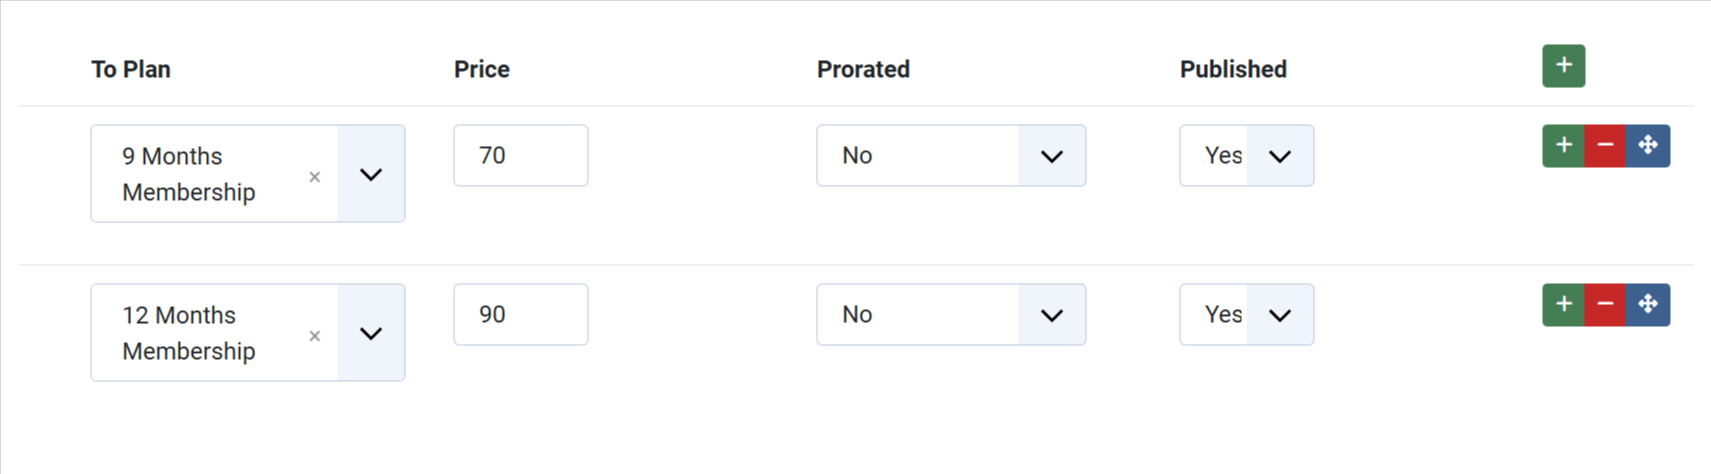 To Plan Price Prorated Published
9 Months
Membership
70 No Yes
12 Months
Membership
90 No Yes